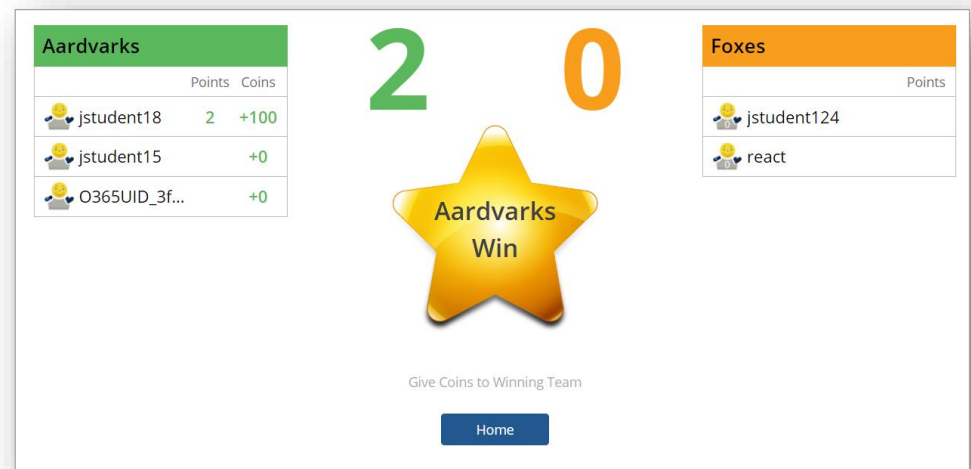 Aardvarks
Points Coins
jstudent18 2 +100
jstudent15 +0
O365UID_3f... +0
2 0
Aardvarks
Win
Give Coins to Winning Team
Home
Foxes
Points
jstudent124
react